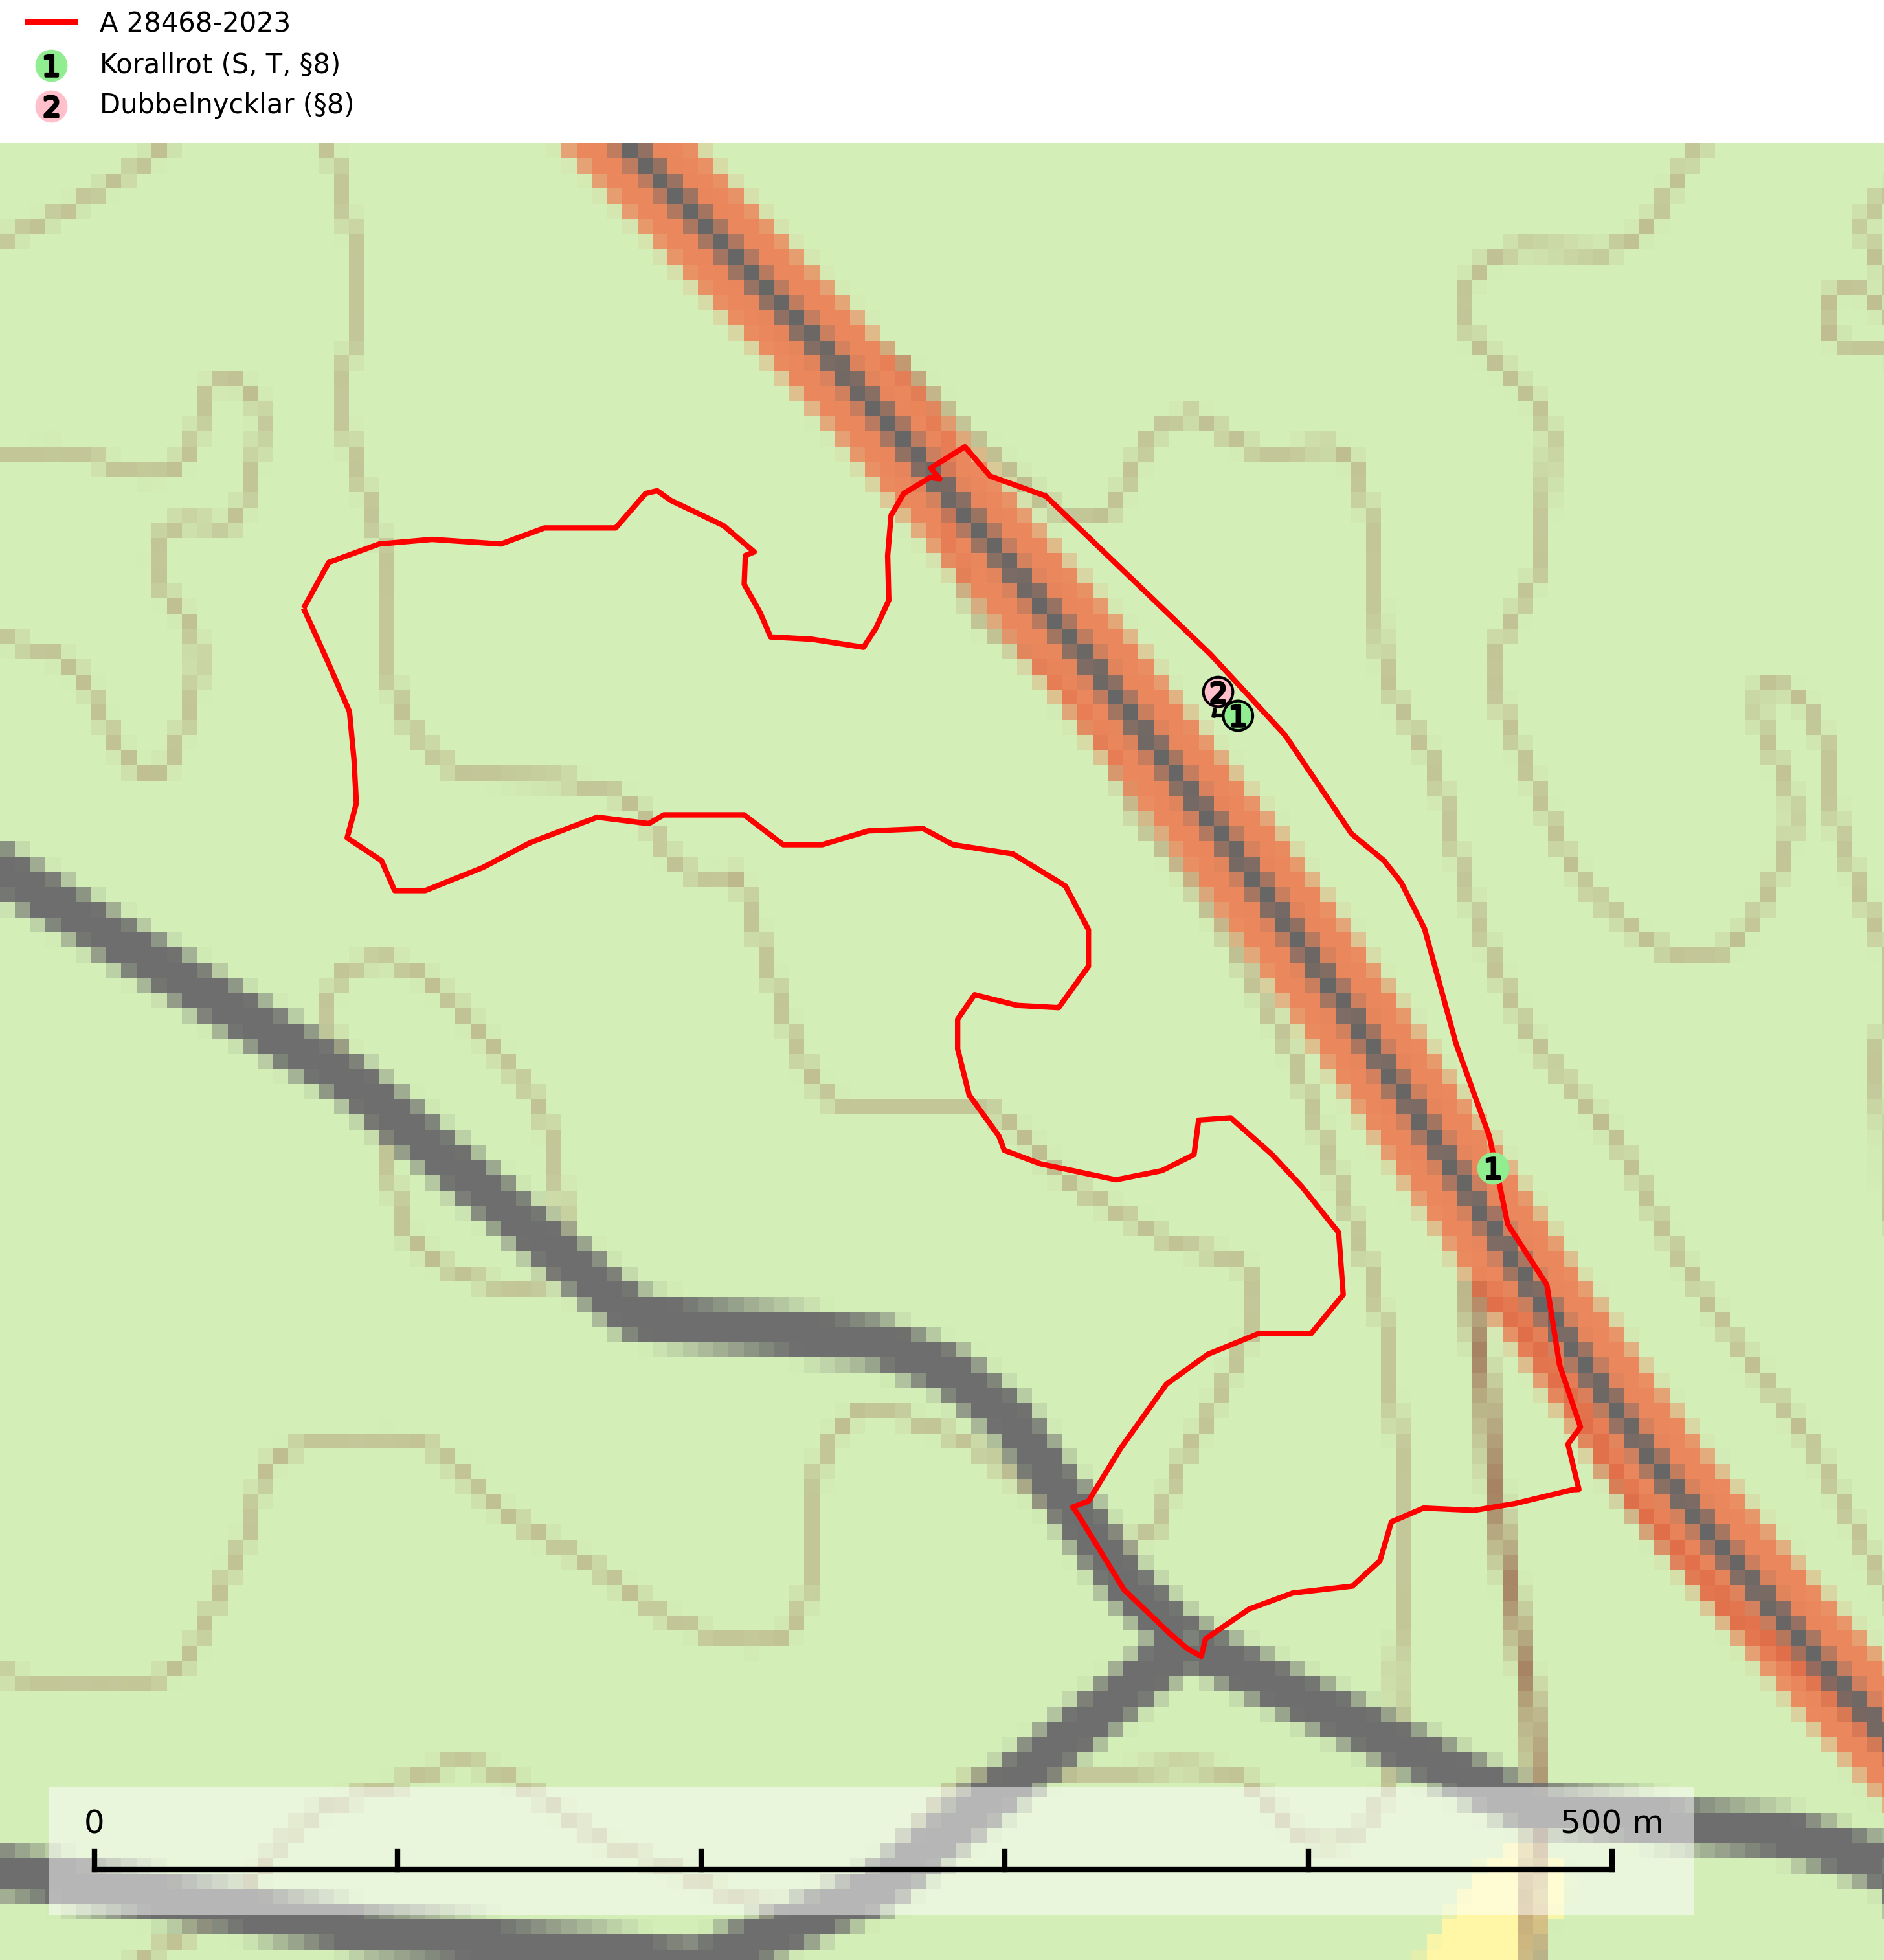 A 28468-2023
1 Korallrot (S, T, §8)
2 Dubbelnycklar (§8)
2
1
1
0 500 m